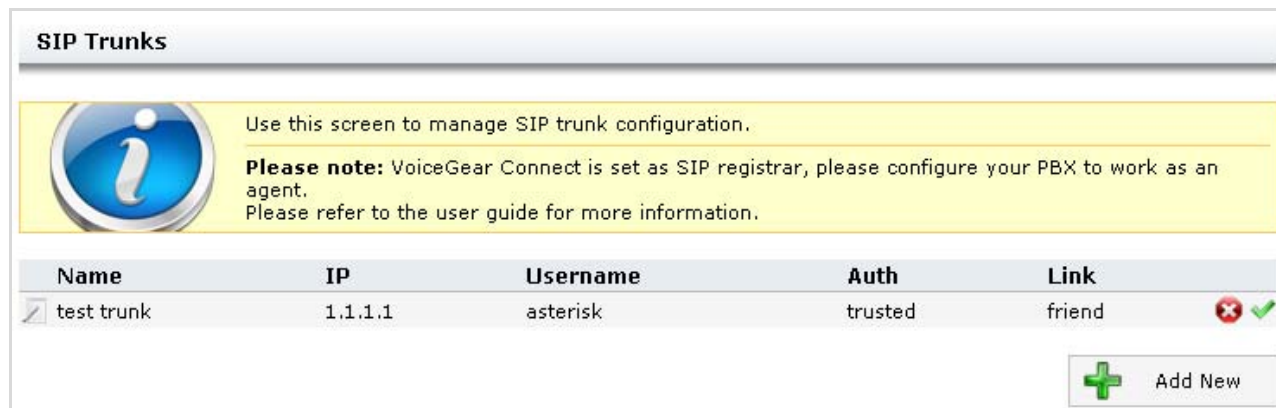 SIP Trunks
Use this screen to manage SIP trunk configuration.
Please note: VoiceGear Connect is set as SIP registrar, please configure your PBX to work as an
agent.
Please refer to the user guide for more information.
Name IP Username Auth Link
test trunk 1.1.1.1 asterisk trusted friend
Add New